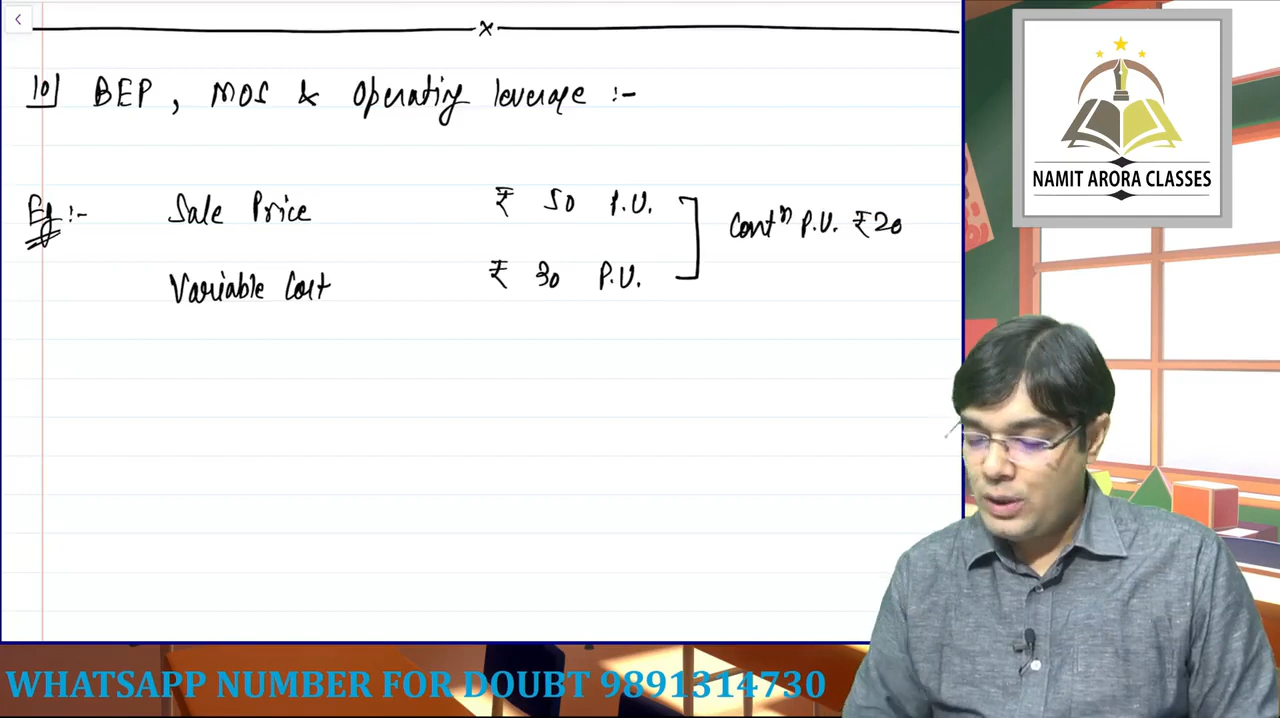 x
10] BEP, MOS & Operating leverage :-
Eg :- Sale Price ₹ 50 P.U.
Contⁿ P.U. ₹20
Variable Cost ₹ 30 P.U.
NAMIT ARORA CLASSES
WHATSAPP NUMBER FOR DOUBT 9891314730